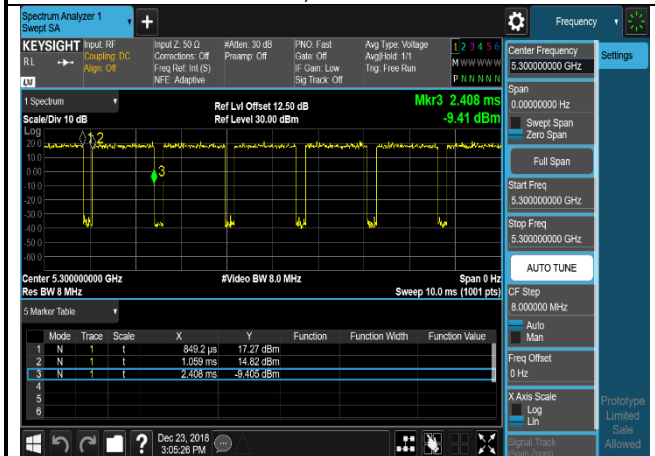 Spectrum Analyzer 1
Swept SA
+
Frequency
KEYSIGHT
RL
Input: RF
Coupling: DC
Align: Off
Input Z: 50 Ω
Corrections: Off
Freq Ref: Int (S)
NFE: Adaptive
#Atten: 30 dB
Preamp: Off
PNO: Fast
Gate: Off
IF Gain: Low
Sig Track: Off
Avg Type: Voltage
Avg|Hold: 1/1
Trig: Free Run
1 2 3 4 5 6
M W W W W W
P N N N N N
LXI
1 Spectrum
Scale/Div 10 dB
Ref Lvl Offset 12.50 dB
Ref Level 30.00 dBm
Mkr3 2.408 ms
-9.41 dBm
Log
20.0
10.0
0.00
-10.0
-20.0
-30.0
-40.0
-50.0
-60.0
1
2
3
Center 5.300000000 GHz
Res BW 8 MHz
#Video BW 8.0 MHz
Span 0 Hz
Sweep 10.0 ms (1001 pts)
5 Marker Table
Mode Trace Scale X Y Function Function Width Function Value
1 N 1 t 849.2 µs 17.27 dBm
2 N 1 t 1.059 ms 14.82 dBm
3 N 1 t 2.408 ms -9.405 dBm
4
5
6
?
Dec 23, 2018
3:05:26 PM
Center Frequency
5.300000000 GHz
Span
0.00000000 Hz
Swept Span
Zero Span
Full Span
Start Freq
5.300000000 GHz
Stop Freq
5.300000000 GHz
AUTO TUNE
CF Step
8.000000 MHz
Auto
Man
Freq Offset
0 Hz
X Axis Scale
Log
Lin
Signal Track
(Span Zoom)
Settings
Prototype
Limited
Sale
Allowed